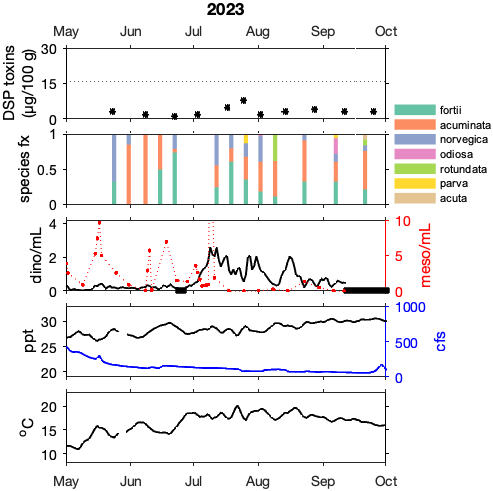 2023
May Jun Jul Aug Sep Oct
DSP toxins
(µg/100 g)
30
15
0
species fx
1
0.5
0
fortii
acuminata
norvegica
odiosa
rotundata
parva
acuta
dino/mL
4
2
0
10
5
0
meso/mL
ppt
30
25
20
1000
500
0
cfs
°C
20
15
10
May Jun Jul Aug Sep Oct